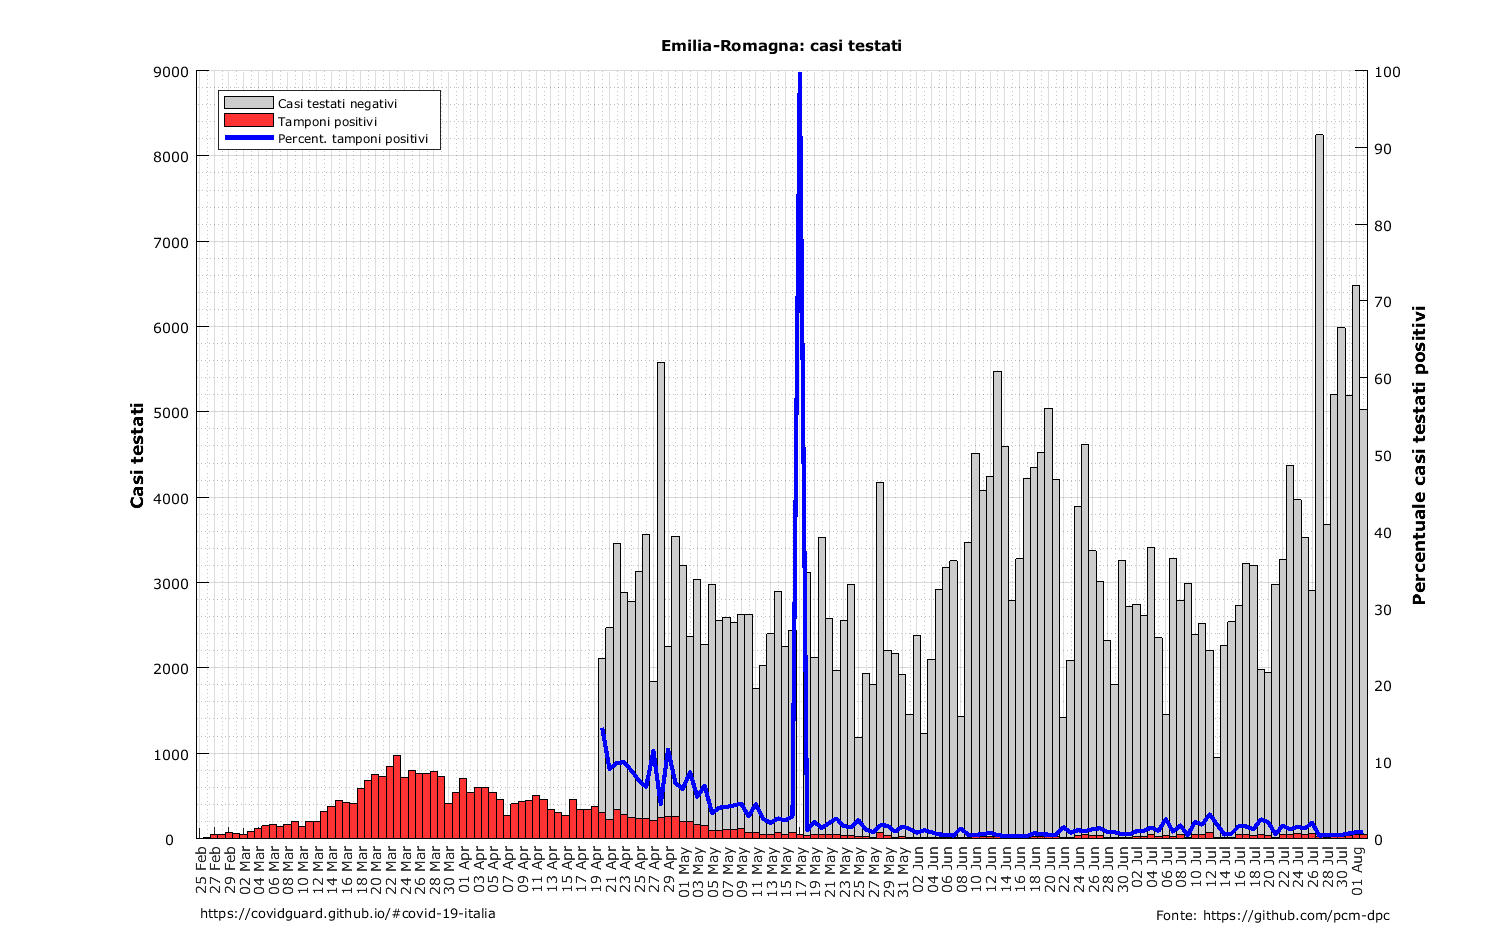 Emilia-Romagna: casi testati
Casi testati negativi
Tamponi positivi
Percent. tamponi positivi
Casi testati
9000
8000
7000
6000
5000
4000
3000
2000
1000
0
100
90
80
70
60
50
40
30
20
10
0
Percentuale casi testati positivi
25 Feb
27 Feb
29 Feb
02 Mar
04 Mar
06 Mar
08 Mar
10 Mar
12 Mar
14 Mar
16 Mar
18 Mar
20 Mar
22 Mar
24 Mar
26 Mar
28 Mar
30 Mar
01 Apr
03 Apr
05 Apr
07 Apr
09 Apr
11 Apr
13 Apr
15 Apr
17 Apr
19 Apr
21 Apr
23 Apr
25 Apr
27 Apr
29 Apr
01 May
03 May
05 May
07 May
09 May
11 May
13 May
15 May
17 May
19 May
21 May
23 May
25 May
27 May
29 May
31 May
02 Jun
04 Jun
06 Jun
08 Jun
10 Jun
12 Jun
14 Jun
16 Jun
18 Jun
20 Jun
22 Jun
24 Jun
26 Jun
28 Jun
30 Jun
02 Jul
04 Jul
06 Jul
08 Jul
10 Jul
12 Jul
14 Jul
16 Jul
18 Jul
20 Jul
22 Jul
24 Jul
26 Jul
28 Jul
30 Jul
01 Aug
https://covidguard.github.io/#covid-19-italia
Fonte: https://github.com/pcm-dpc